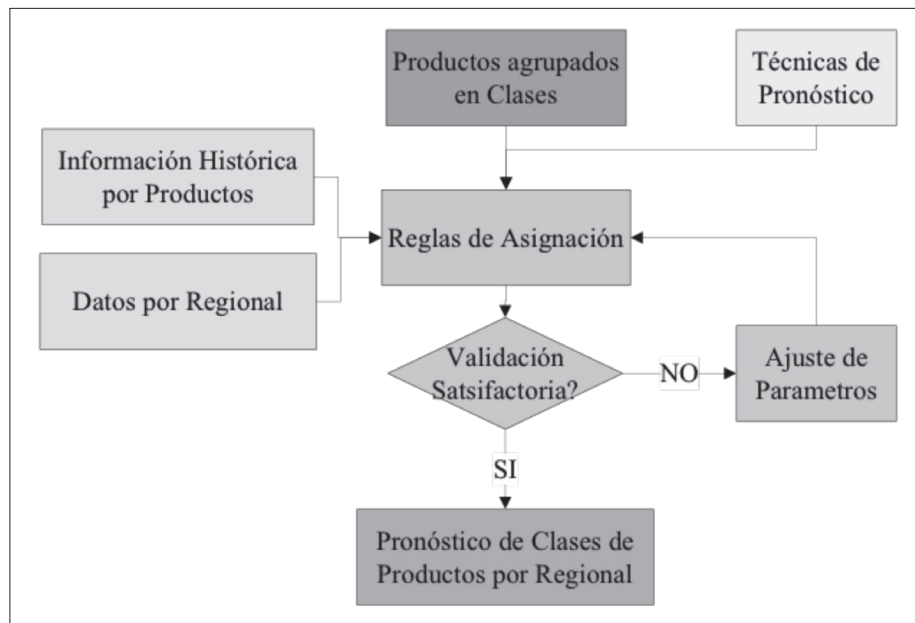 Productos agrupados
en Clases
Técnicas de
Pronóstico
Información Histórica
por Productos
Reglas de Asignación
Datos por Regional
Validación
Satsifactoria?
NO
Ajuste de
Parametros
SI
Pronóstico de Clases de
Productos por Regional